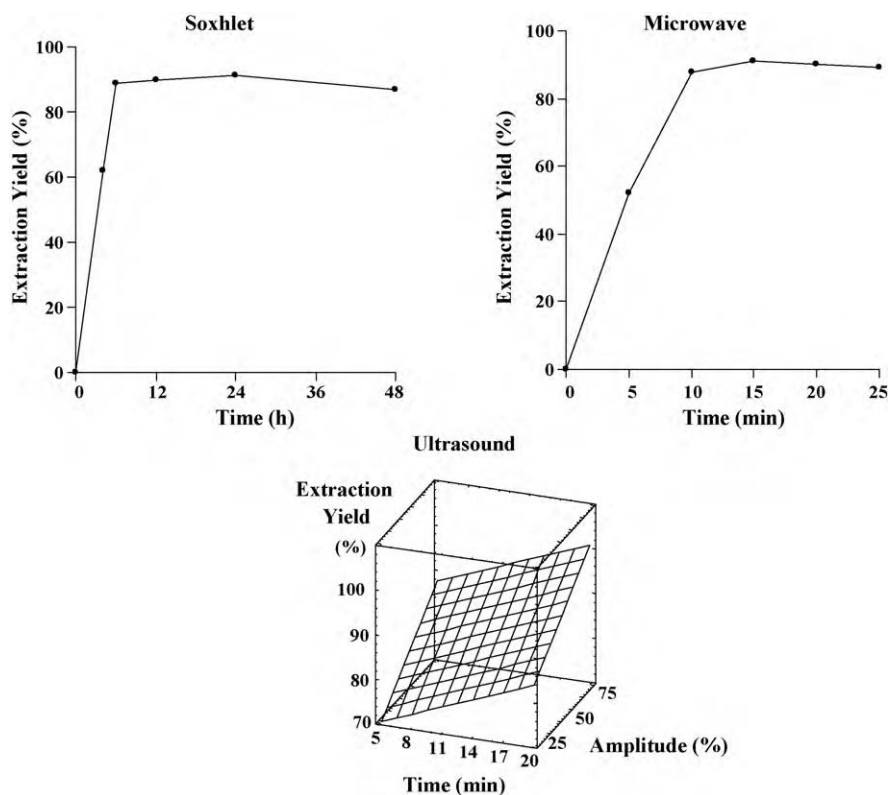 Soxhlet
Extraction Yield (%)
100
80
60
40
20
0
0 12 24 36 48
Time (h)
Microwave
Extraction Yield (%)
100
80
60
40
20
0
0 5 10 15 20 25
Time (min)
Ultrasound
Extraction
Yield
(%)
100
90
80
70
5 8 11 14 17 20
Time (min)
25 50 75
Amplitude (%)